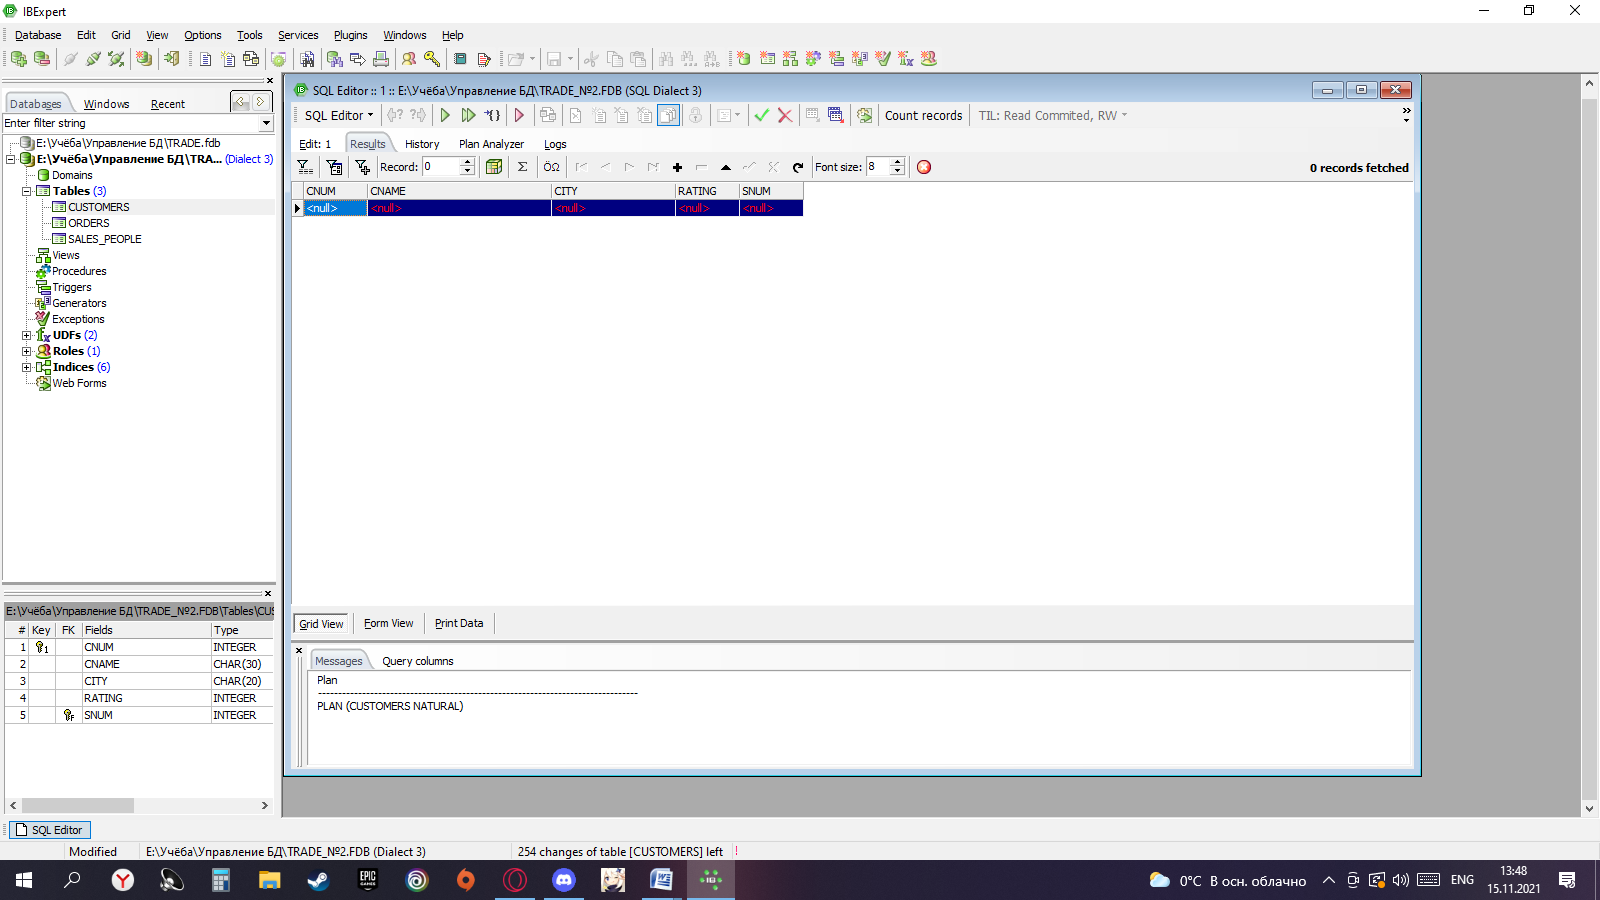 IBExpert
Database Edit Grid View Options Tools Services Plugins Windows Help
Databases Windows Recent
Enter filter string
E:\Учёба\Управление БД\TRADE.fdb
E:\Учёба\Управление БД\TRA... (Dialect 3)
Domains
Tables (3)
CUSTOMERS
ORDERS
SALES_PEOPLE
Views
Procedures
Triggers
Generators
Exceptions
UDFs (2)
Roles (1)
Indices (6)
Web Forms
E:\Учёба\Управление БД\TRADE_№2.FDB\Tables\CUS
# Key FK Fields Type
1 CNUM INTEGER
2 CNAME CHAR(30)
3 CITY CHAR(20)
4 RATING INTEGER
5 SNUM INTEGER
SQL Editor :: 1 :: E:\Учёба\Управление БД\TRADE_№2.FDB (SQL Dialect 3)
SQL Editor Count records TIL: Read Commited, RW
Edit: 1 Results History Plan Analyzer Logs
Record: 0 Σ ÖΩ Font size: 8 0 records fetched
CNUM CNAME CITY RATING SNUM
<null> <null> <null> <null> <null>
Grid View Form View Print Data
Messages Query columns
Plan
--------------------------------------------------------------------------------
PLAN (CUSTOMERS NATURAL)
SQL Editor
Modified E:\Учёба\Управление БД\TRADE_№2.FDB (Dialect 3) 254 changes of table [CUSTOMERS] left !
EPIC GAMES 0°C В осн. облачно ENG 13:48
15.11.2021